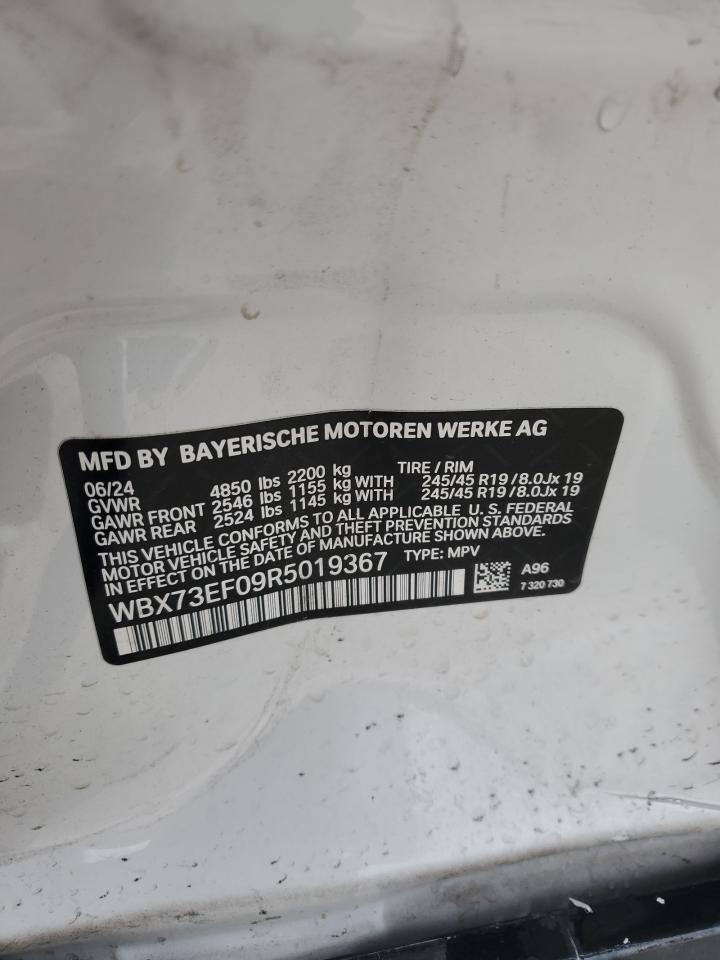 MFD BY BAYERISCHE MOTOREN WERKE AG
06/24 TIRE / RIM
GVWR 4850 lbs 2200 kg
GAWR FRONT 2546 lbs 1155 kg WITH 245/45 R19 / 8.0Jx 19
GAWR REAR 2524 lbs 1145 kg WITH 245/45 R19 / 8.0Jx 19
THIS VEHICLE CONFORMS TO ALL APPLICABLE U. S. FEDERAL
MOTOR VEHICLE SAFETY AND THEFT PREVENTION STANDARDS
IN EFFECT ON THE DATE OF MANUFACTURE SHOWN ABOVE.
WBX73EF09R5019367 TYPE: MPV
A96
7 320 730